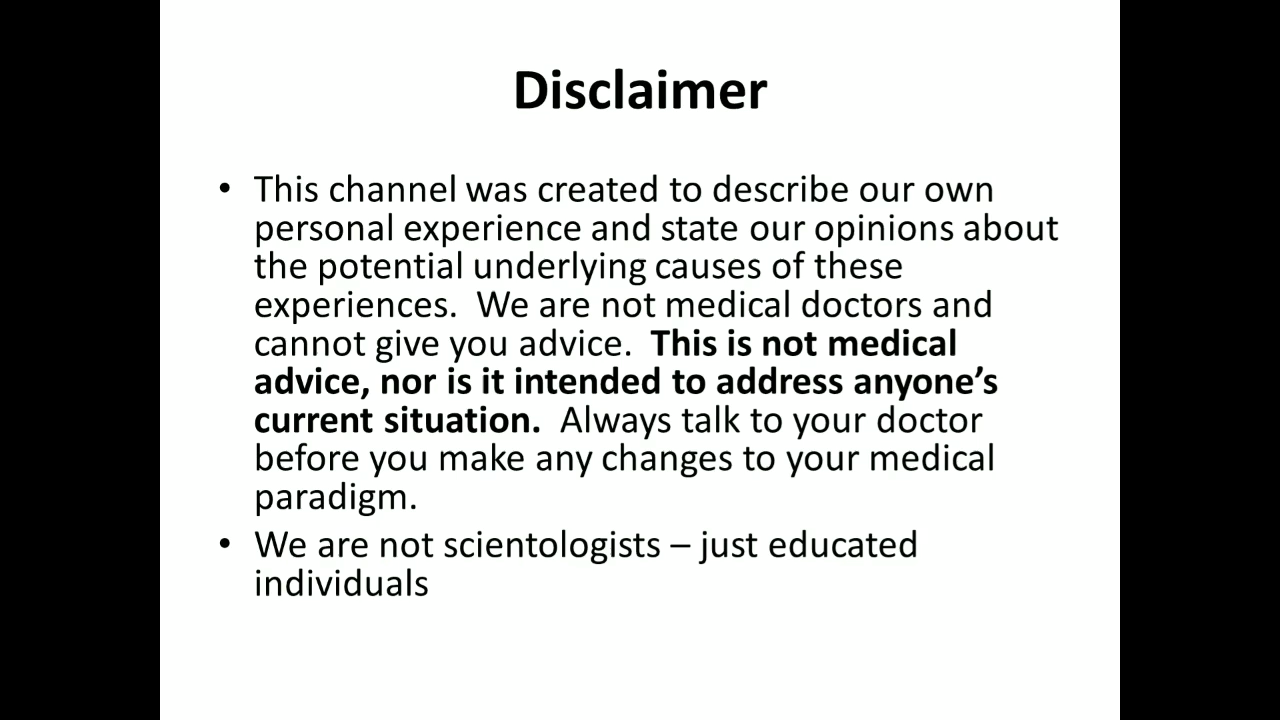 Disclaimer
• This channel was created to describe our own
personal experience and state our opinions about
the potential underlying causes of these
experiences.  We are not medical doctors and
cannot give you advice.  This is not medical
advice, nor is it intended to address anyone’s
current situation.  Always talk to your doctor
before you make any changes to your medical
paradigm.
• We are not scientologists – just educated
individuals